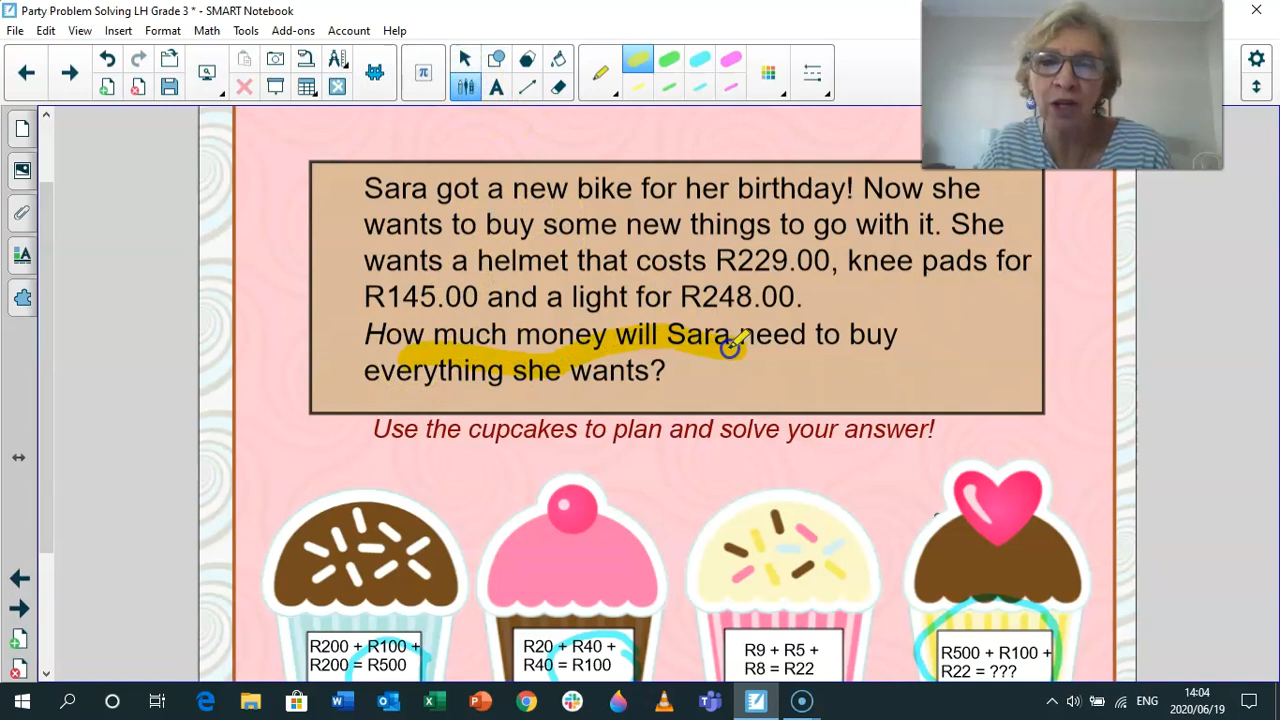 Party Problem Solving LH Grade 3 * - SMART Notebook
File Edit View Insert Format Math Tools Add-ons Account Help
Sara got a new bike for her birthday! Now she
wants to buy some new things to go with it. She
wants a helmet that costs R229.00, knee pads for
R145.00 and a light for R248.00.
How much money will Sara need to buy
everything she wants?
Use the cupcakes to plan and solve your answer!
R200 + R100 +
R200 = R500
R20 + R40 +
R40 = R100
R9 + R5 +
R8 = R22
R500 + R100 +
R22 = ???
ENG
14:04
2020/06/19